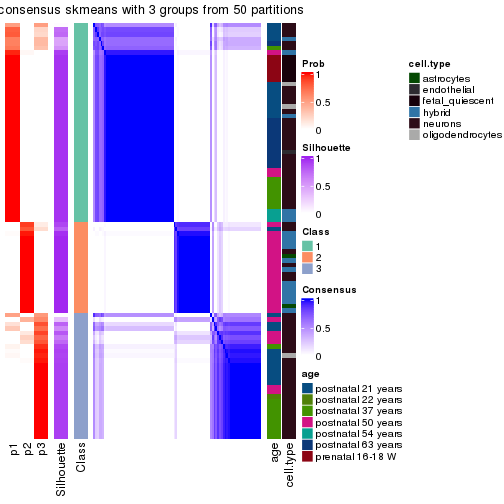 consensus skmeans with 3 groups from 50 partitions
Prob
1
0.5
0
Silhouette
1
0.5
0
Class
1
2
3
Consensus
1
0.5
0
age
postnatal 21 years
postnatal 22 years
postnatal 37 years
postnatal 50 years
postnatal 54 years
postnatal 63 years
prenatal 16-18 W
cell.type
astrocytes
endothelial
fetal_quiescent
hybrid
neurons
oligodendrocytes
p1
p2
p3
Silhouette
Class
age
cell.type